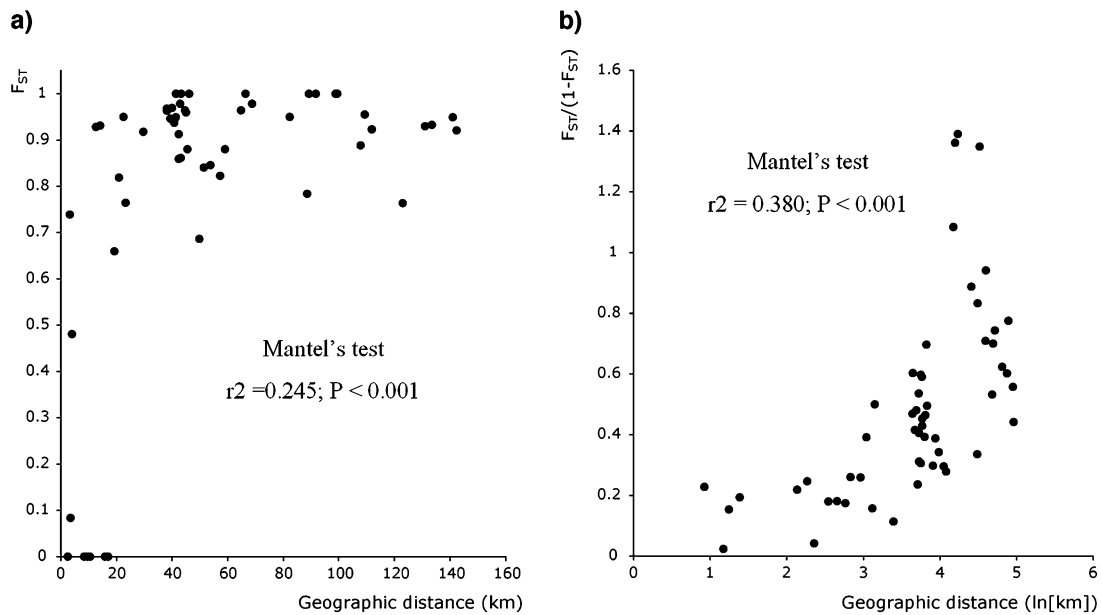 a)
F_ST
1
0.9
0.8
0.7
0.6
0.5
0.4
0.3
0.2
0.1
0
0 20 40 60 80 100 120 140 160
Geographic distance (km)
Mantel's test
r2 =0.245; P < 0.001
b)
F_ST/(1-F_ST)
1.6
1.4
1.2
1
0.8
0.6
0.4
0.2
0
0 1 2 3 4 5 6
Geographic distance (ln[km])
Mantel's test
r2 = 0.380; P < 0.001